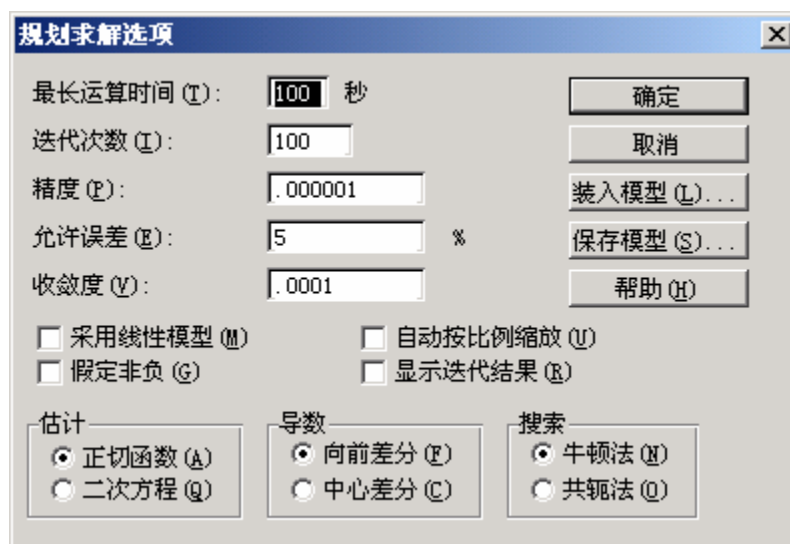 规划求解选项
最长运算时间(T): 100 秒 确定
迭代次数(I): 100 取消
精度(P): .000001 装入模型(L)...
允许误差(E): 5 % 保存模型(S)...
收敛度(V): .0001 帮助(H)
采用线性模型(M) 自动按比例缩放(U)
假定非负(G) 显示迭代结果(R)
估计 导数 搜索
正切函数(A) 向前差分(F) 牛顿法(N)
二次方程(Q) 中心差分(C) 共轭法(O)